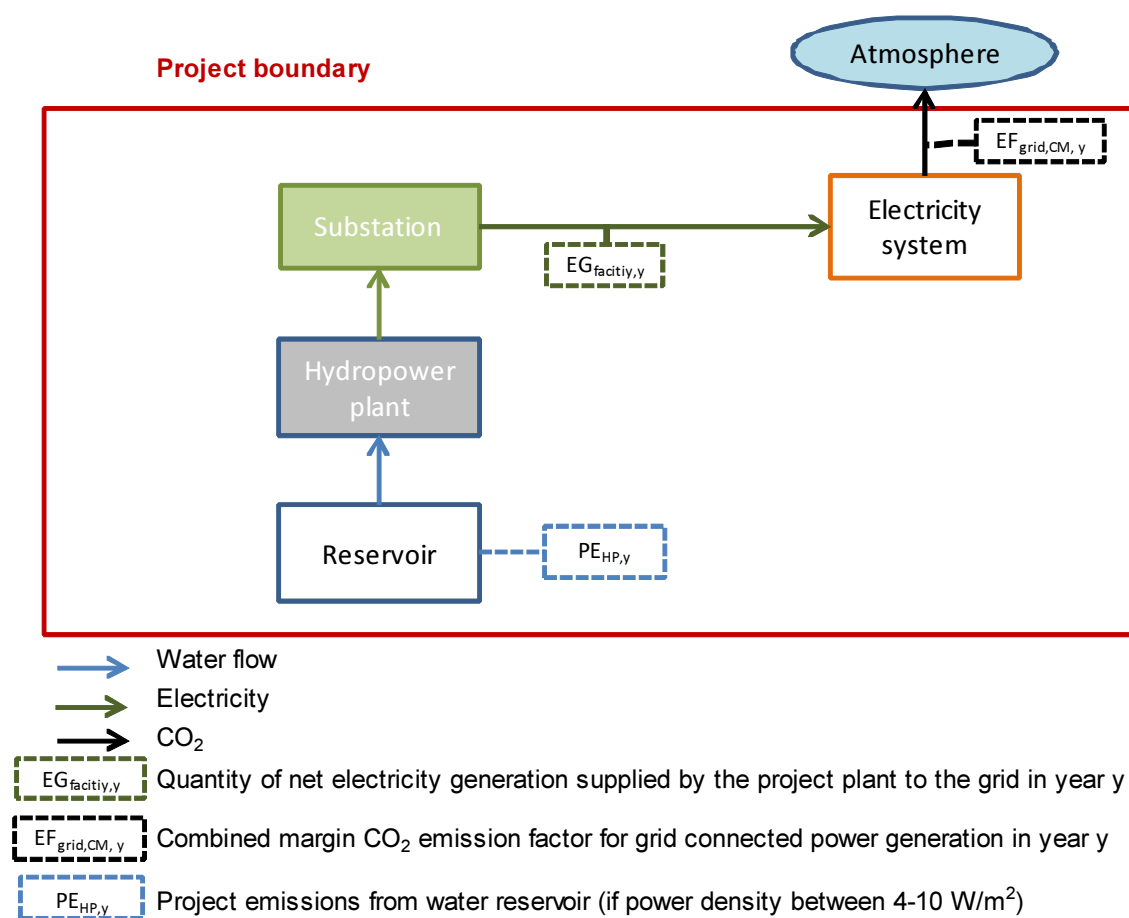 Atmosphere
Project boundary
EFgrid,CM, y
Substation
Electricity
system
EGfacitiy,y
Hydropower
plant
Reservoir
PEHP,y
Water flow
Electricity
CO2
EGfacitiy,y Quantity of net electricity generation supplied by the project plant to the grid in year y
EFgrid,CM, y Combined margin CO2 emission factor for grid connected power generation in year y
PEHP,y Project emissions from water reservoir (if power density between 4-10 W/m2)